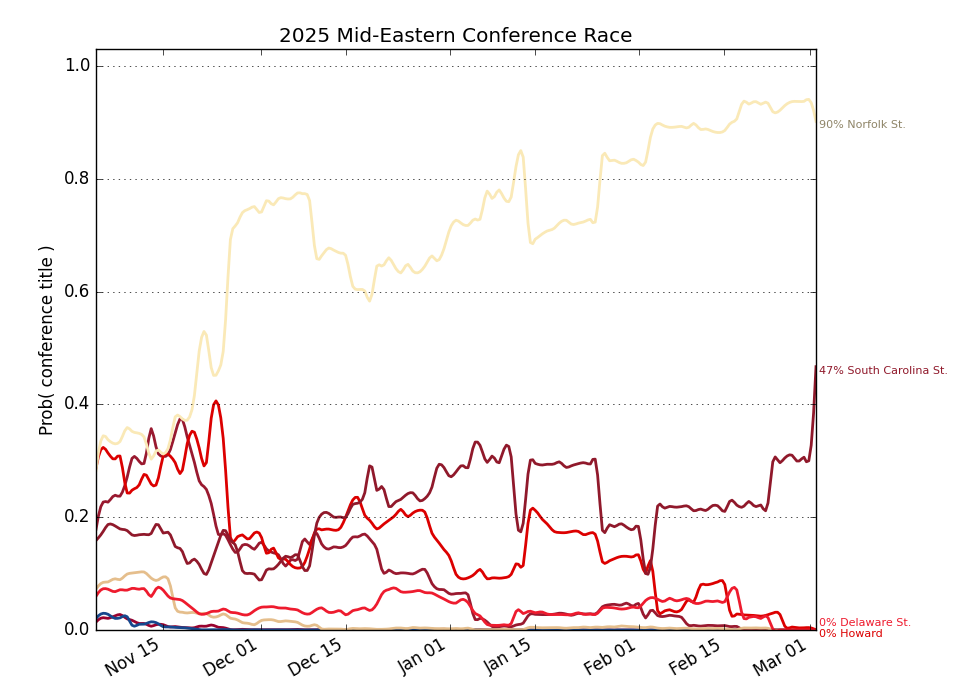 2025 Mid-Eastern Conference Race
Prob( conference title )
1.0
0.8
0.6
0.4
0.2
0.0
90% Norfolk St.
47% South Carolina St.
0% Delaware St.
0% Howard
Nov 15
Dec 01
Dec 15
Jan 01
Jan 15
Feb 01
Feb 15
Mar 01